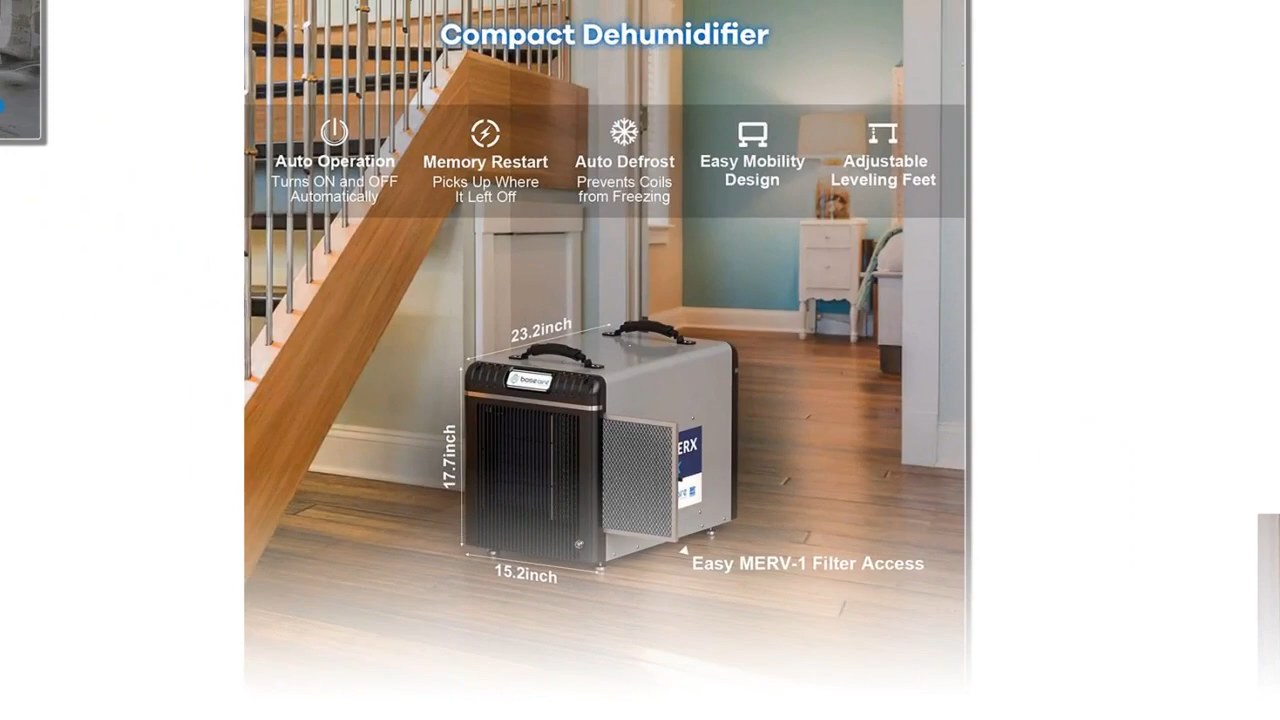 Compact Dehumidifier
Auto Operation
Turns ON and OFF
Automatically
Memory Restart
Picks Up Where
It Left Off
Auto Defrost
Prevents Coils
from Freezing
Easy Mobility
Design
Adjustable
Leveling Feet
23.2inch
base aire
17.7inch
ERX
15.2inch
Easy MERV-1 Filter Access